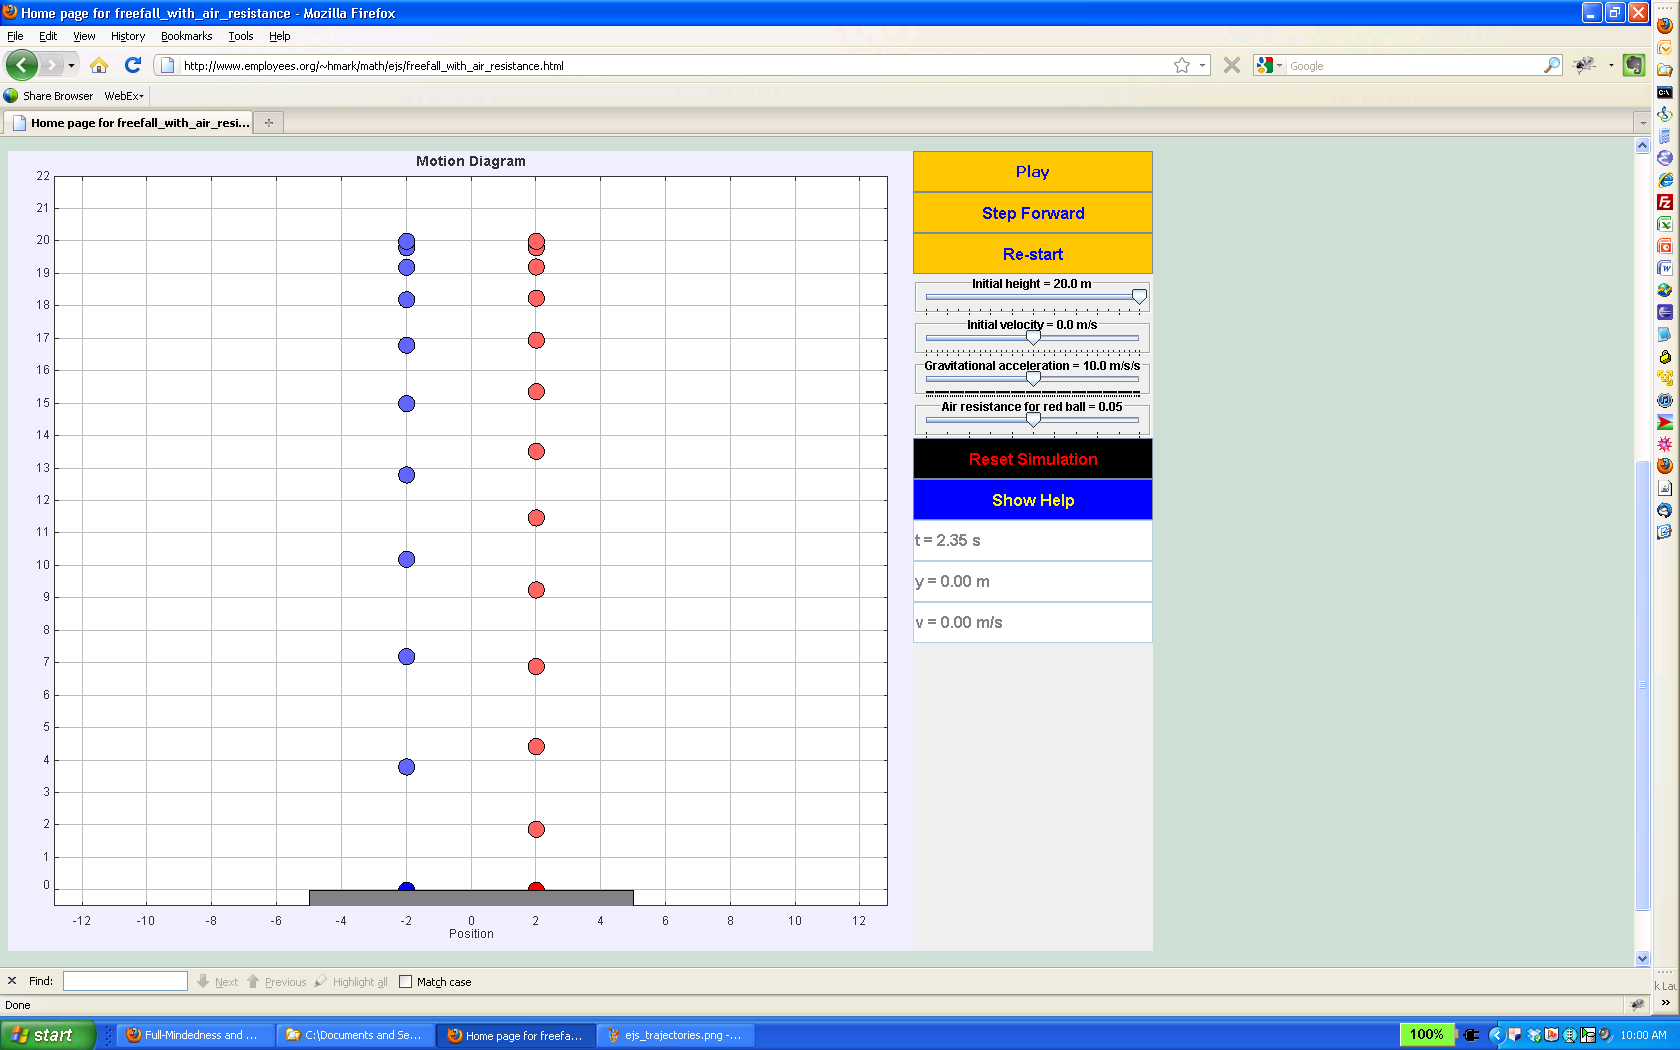 Home page for freefall_with_air_resistance - Mozilla Firefox
File Edit View History Bookmarks Tools Help
http://www.employees.org/~hmark/math/ejs/freefall_with_air_resistance.html
Google
Share Browser WebEx
Home page for freefall_with_air_resi...
Motion Diagram
22
21
20
19
18
17
16
15
14
13
12
11
10
9
8
7
6
5
4
3
2
1
0
-12 -10 -8 -6 -4 -2 0 2 4 6 8 10 12
Position
Play
Step Forward
Re-start
Initial height = 20.0 m
Initial velocity = 0.0 m/s
Gravitational acceleration = 10.0 m/s/s
Air resistance for red ball = 0.05
Reset Simulation
Show Help
t = 2.35 s
y = 0.00 m
v = 0.00 m/s
Find: Next Previous Highlight all Match case
Done
start
Full-Mindedness and ...
C:\Documents and Se...
Home page for freefa...
ejs_trajectories.png -...
100%
10:00 AM